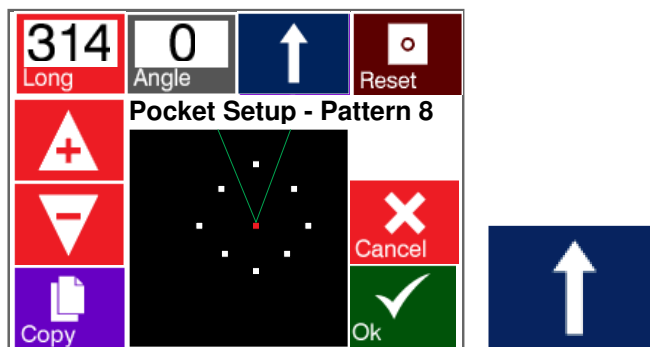 314
Long
0
Angle
Reset
Pocket Setup - Pattern 8
Cancel
Copy
Ok